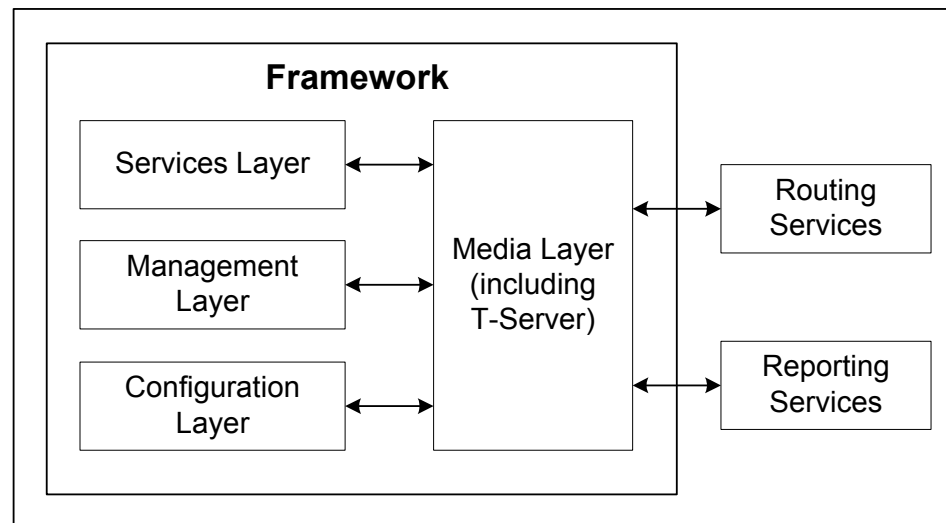 Framework
Services Layer
Management
Layer
Configuration
Layer
Media Layer
(including
T-Server)
Routing
Services
Reporting
Services